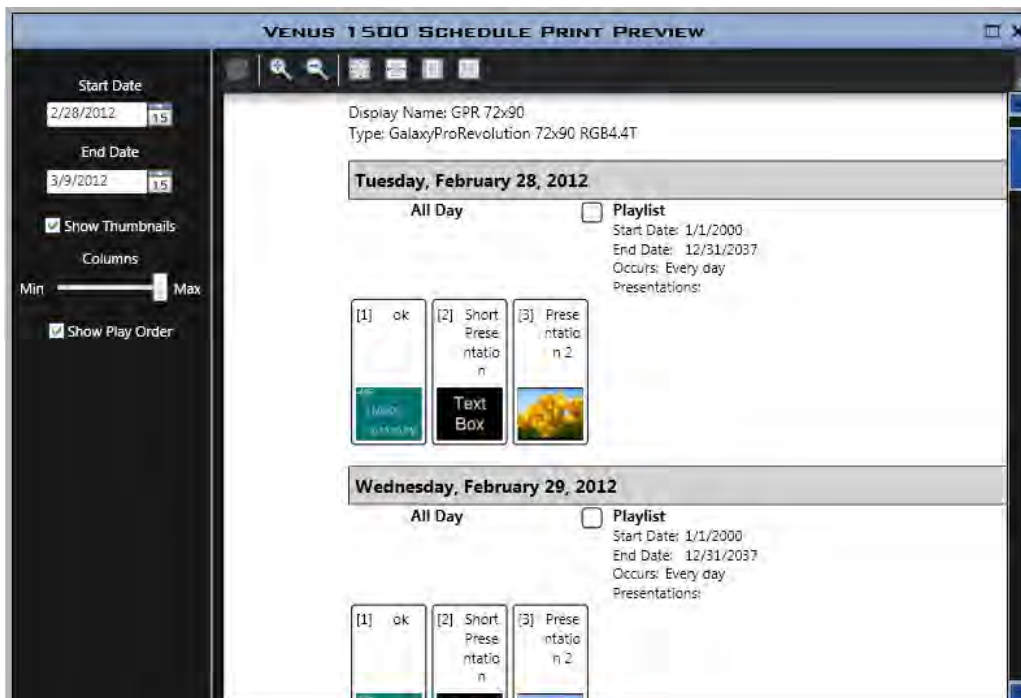 VENUS 1500 SCHEDULE PRINT PREVIEW
Start Date
2/28/2012
15
End Date
3/9/2012
15
Show Thumbnails
Columns
Min Max
Show Play Order
Display Name: GPR 72x90
Type: GalaxyProRevolution 72x90 RGB4.4T
Tuesday, February 28, 2012
All Day
Playlist
Start Date: 1/1/2000
End Date: 12/31/2037
Occurs: Every day
Presentations:
[1] ok
[2] Short
Prese
ntatio
n
[3] Prese
ntatio
n 2
Text
Box
Wednesday, February 29, 2012
All Day
Playlist
Start Date: 1/1/2000
End Date: 12/31/2037
Occurs: Every day
Presentations:
[1] ok
[2] Short
Prese
ntatio
n
[3] Prese
ntatio
n 2